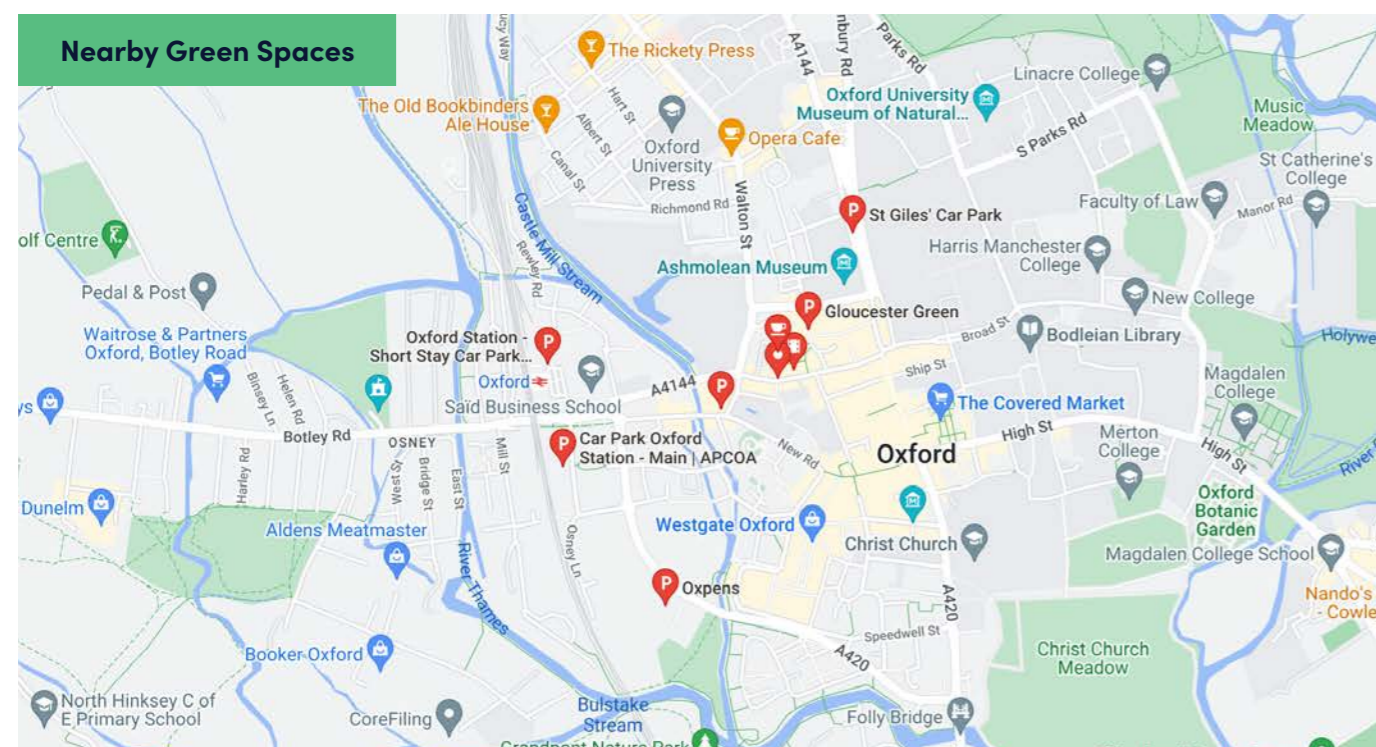 Nearby Green Spaces
The Rickety Press
A4144
Parks Rd
Linacre College
The Old Bookbinders
Ale House
Hart St
Albert St
Canal St
Oxford
University
Press
Opera Cafe
Oxford University
Museum of Natural...
S Parks Rd
Music
Meadow
St Catherine's
College
Richmond Rd
Walton St
St Giles' Car Park
Faculty of Law
Manor Rd
Castle Mill Stream
Rewley Rd
Ashmolean Museum
Harris Manchester
College
Pedal & Post
Gloucester Green
New College
Waitrose & Partners
Oxford, Botley Road
Oxford Station -
Short Stay Car Park...
Broad St
Bodleian Library
Oxford
Saïd Business School
A4144
Ship St
Magdalen
College
Binsey Ln
Helen Rd
The Covered Market
Botley Rd
OSNEY
Mill St
Car Park Oxford
Station - Main | APCOA
New Rd
Oxford
High St
Merton
College
High St
Harley Rd
West St
Bridge St
East St
Dunelm
Aldens Meatmaster
Osney Ln
Westgate Oxford
Christ Church
Oxford
Botanic
Garden
Magdalen College School
River Thames
Oxpens
A420
Nando's
- Cowle
Speedwell St
A420
Christ Church
Meadow
Booker Oxford
North Hinksey C of
E Primary School
CoreFiling
Bulstake
Stream
Folly Bridge